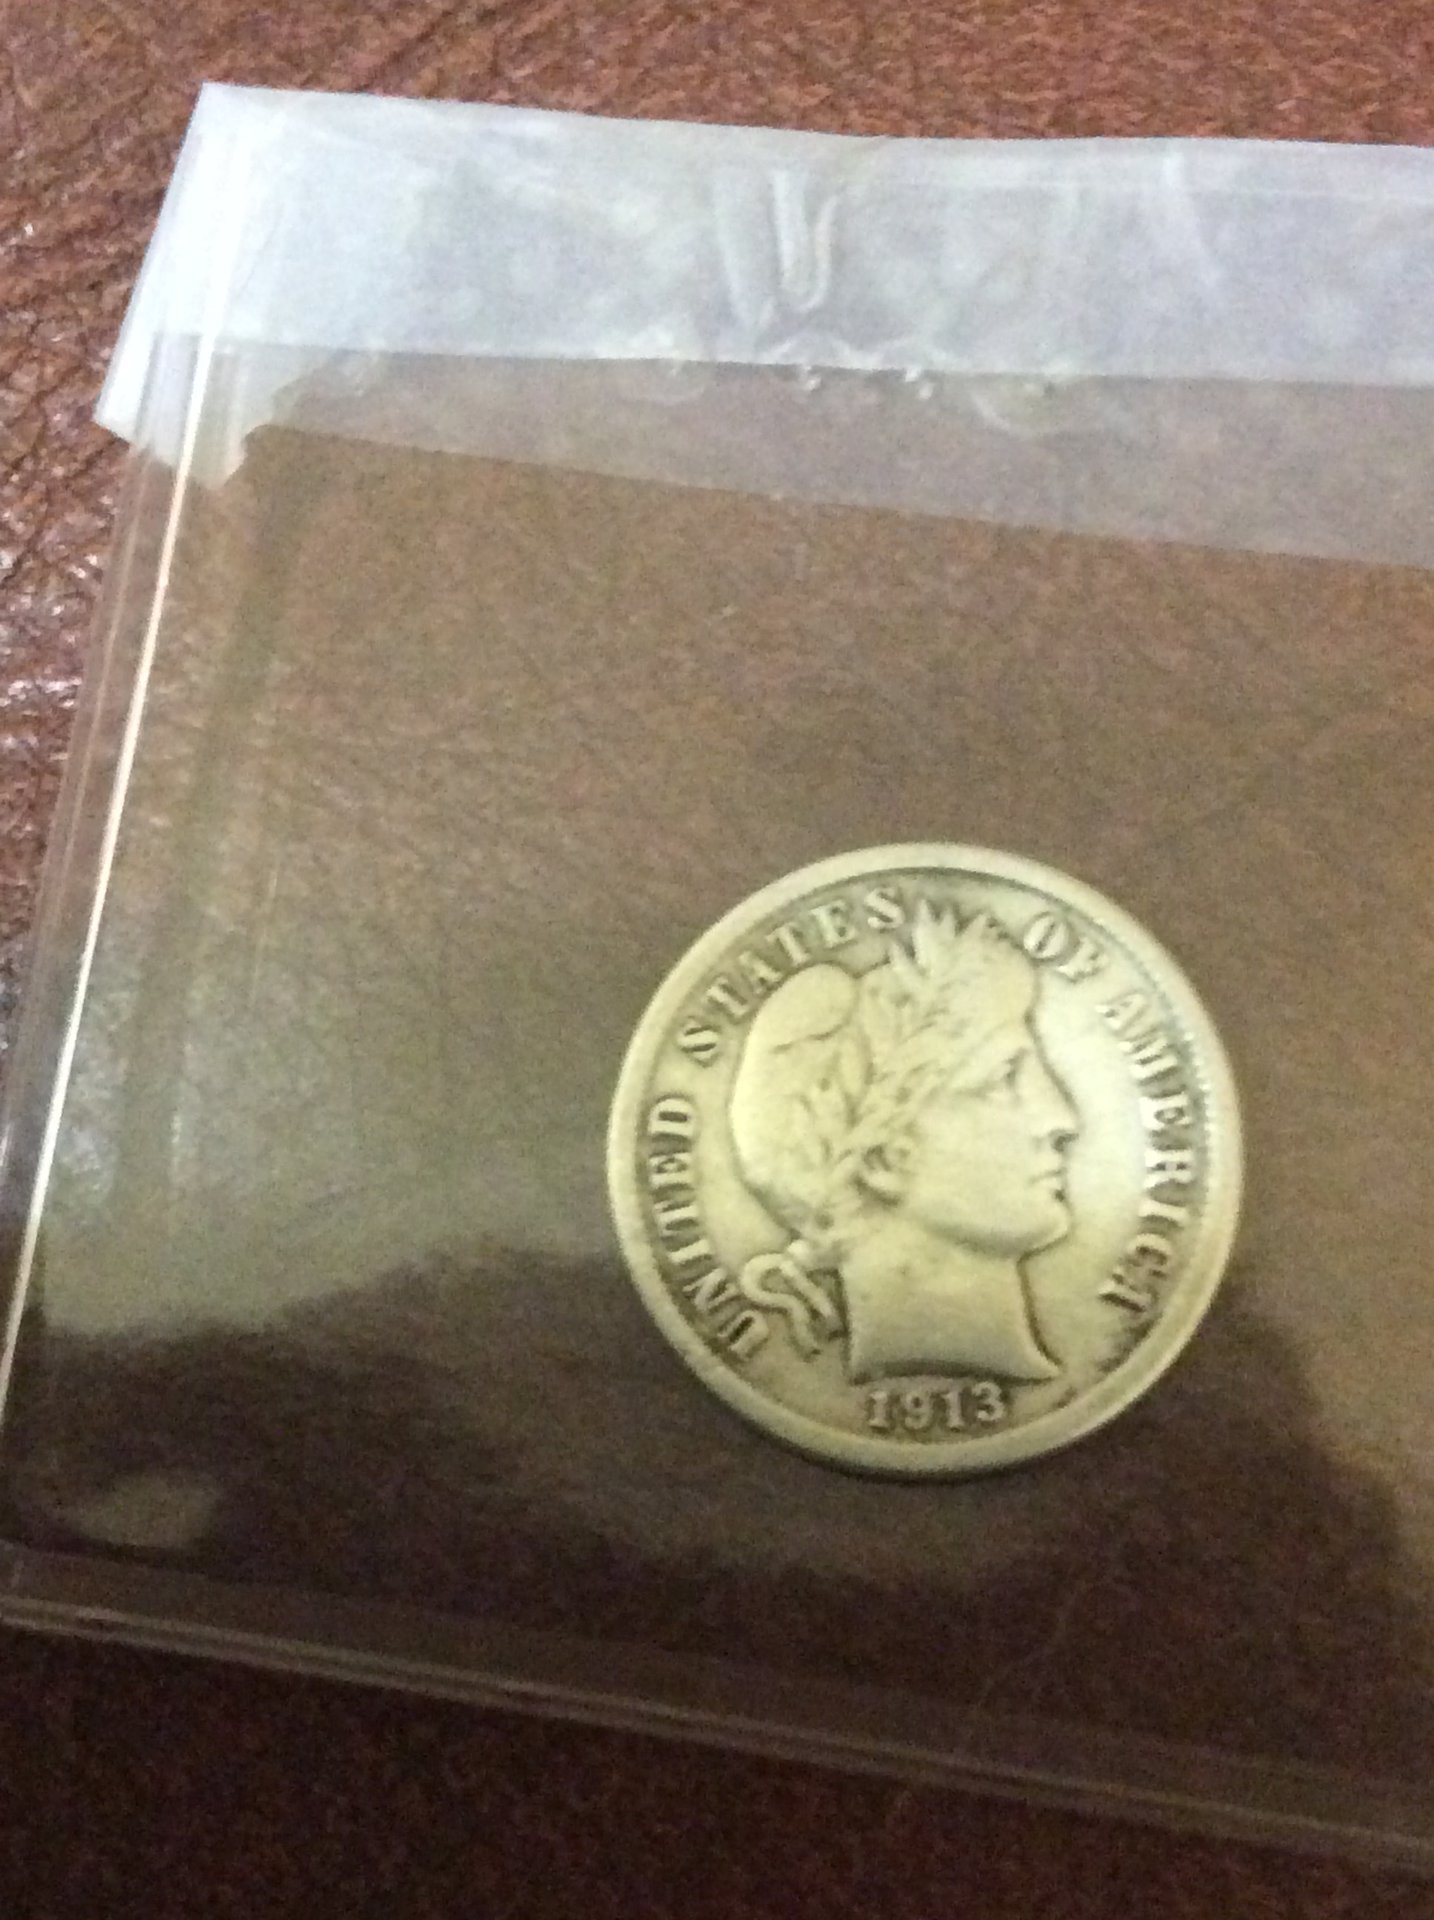 UNITED STATES OF AMERICA
1913